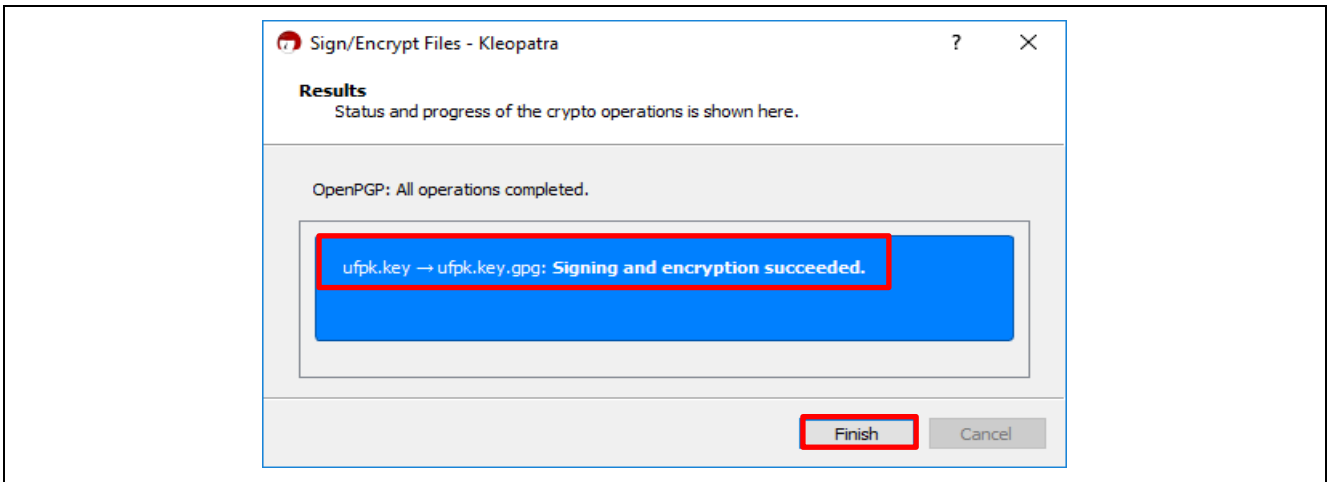 Sign/Encrypt Files - Kleopatra ?
Results
Status and progress of the crypto operations is shown here.
OpenPGP: All operations completed.
ufpk.key → ufpk.key.gpg: Signing and encryption succeeded.
Finish Cancel